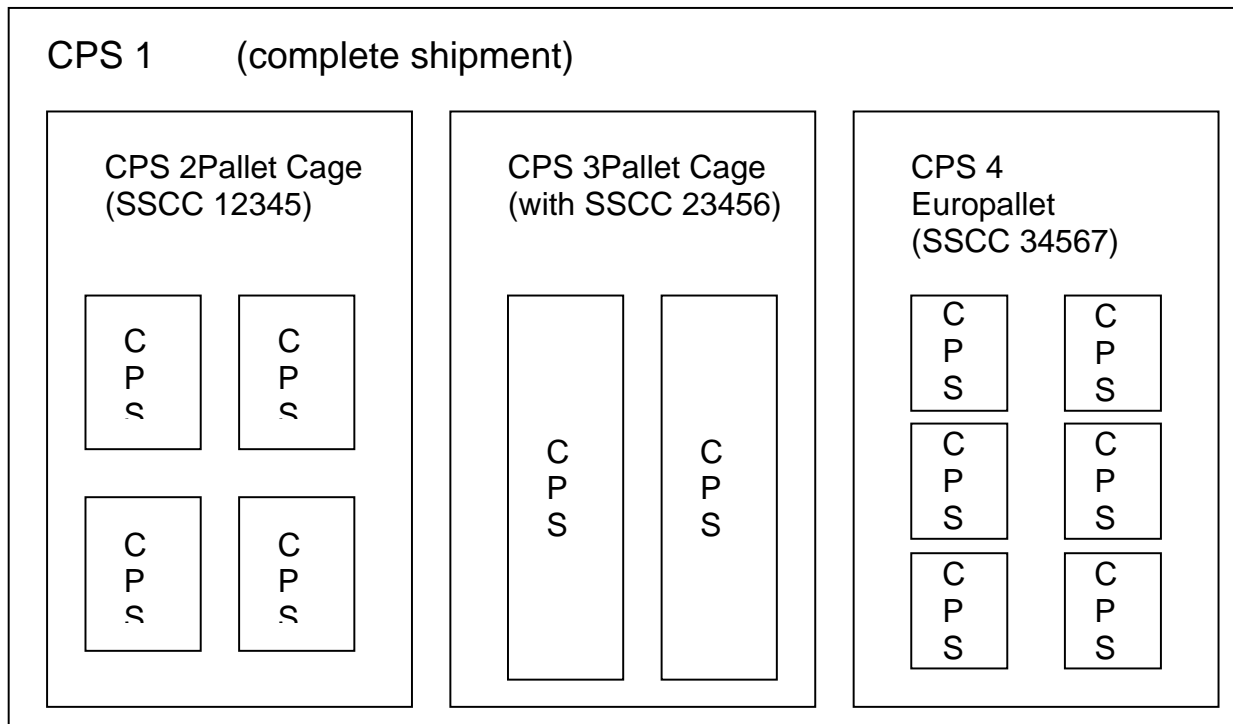 CPS 1 (complete shipment)
CPS 2Pallet Cage
(SSCC 12345)
CPS 3Pallet Cage
(with SSCC 23456)
CPS 4
Europallet
(SSCC 34567)
C
P
S
C
P
S
C
P
S
C
P
S
C
P
S
C
P
S
C
P
S
C
P
S
C
P
S
C
P
S
C
P
S
C
P
S